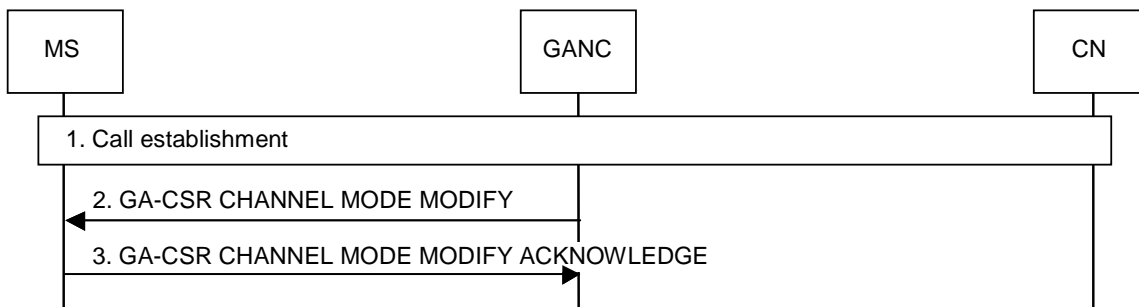 MS
GANC
CN
1. Call establishment
2. GA-CSR CHANNEL MODE MODIFY
3. GA-CSR CHANNEL MODE MODIFY ACKNOWLEDGE